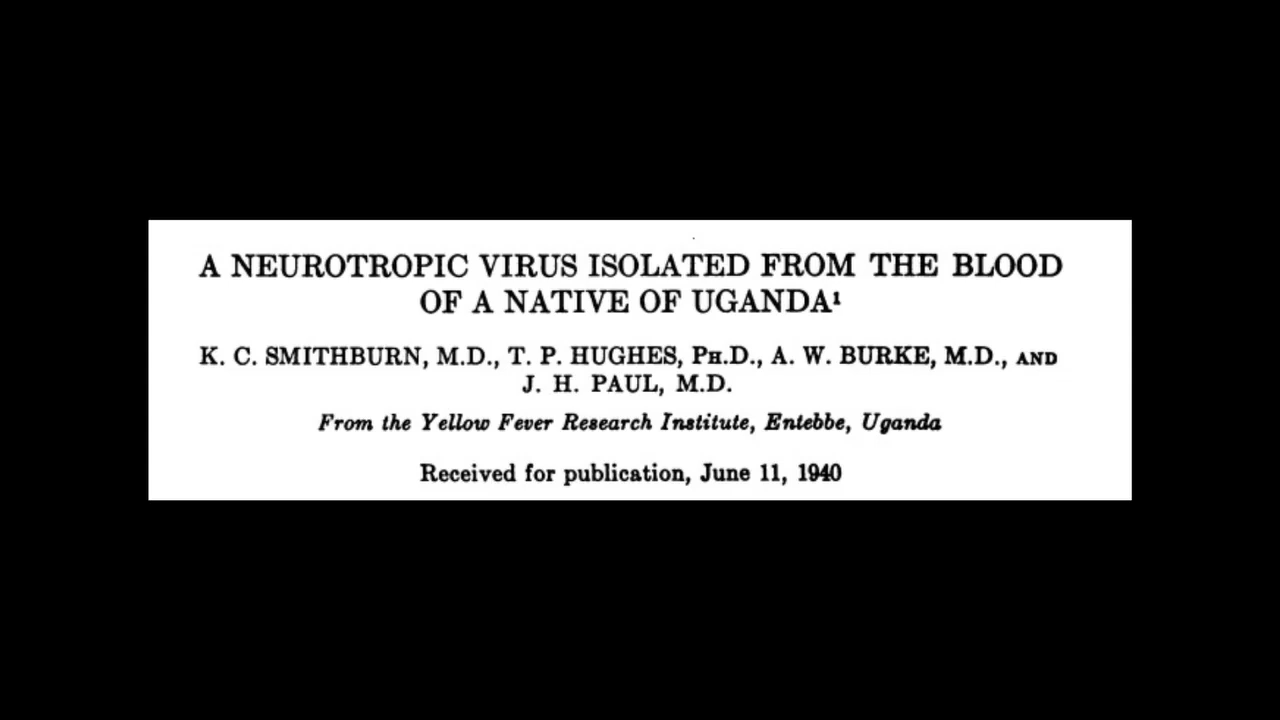 A NEUROTROPIC VIRUS ISOLATED FROM THE BLOOD
OF A NATIVE OF UGANDA¹
K. C. SMITHBURN, M.D., T. P. HUGHES, PH.D., A. W. BURKE, M.D., AND
J. H. PAUL, M.D.
From the Yellow Fever Research Institute, Entebbe, Uganda
Received for publication, June 11, 1940